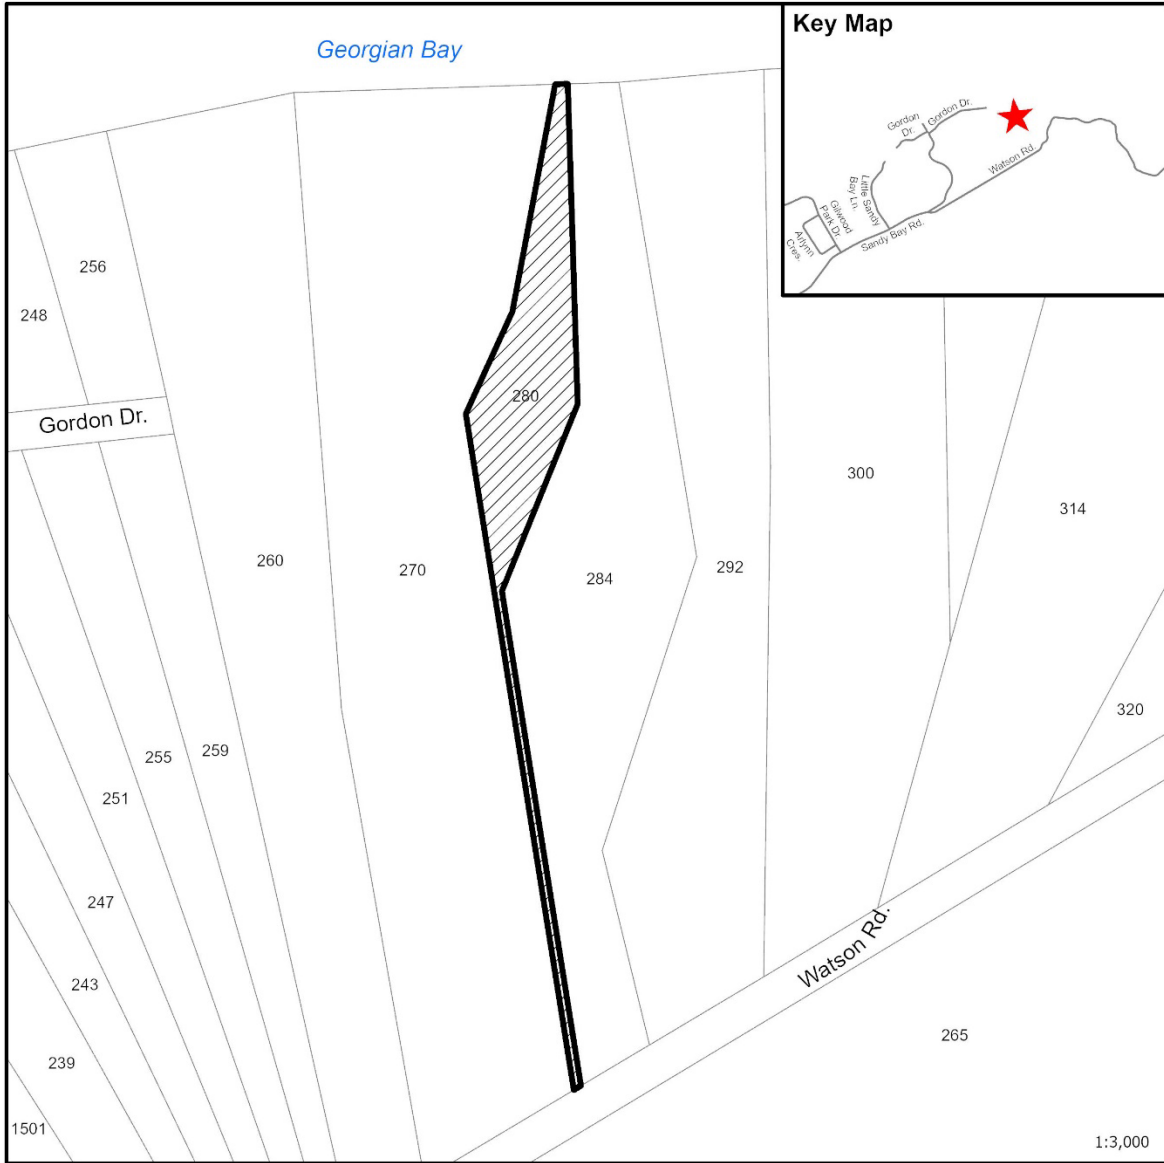 Georgian Bay
Key Map
Gordon
Dr.
Gordon Dr.
Watson Rd.
Little Sandy
Bay Ln.
Gilwood
Park Dr.
Arlynn
Cres.
Sandy Bay Rd.
256
248
Gordon Dr.
280
300
314
260
270
284
292
320
255
259
251
247
243
239
1501
Watson Rd.
265
1:3,000